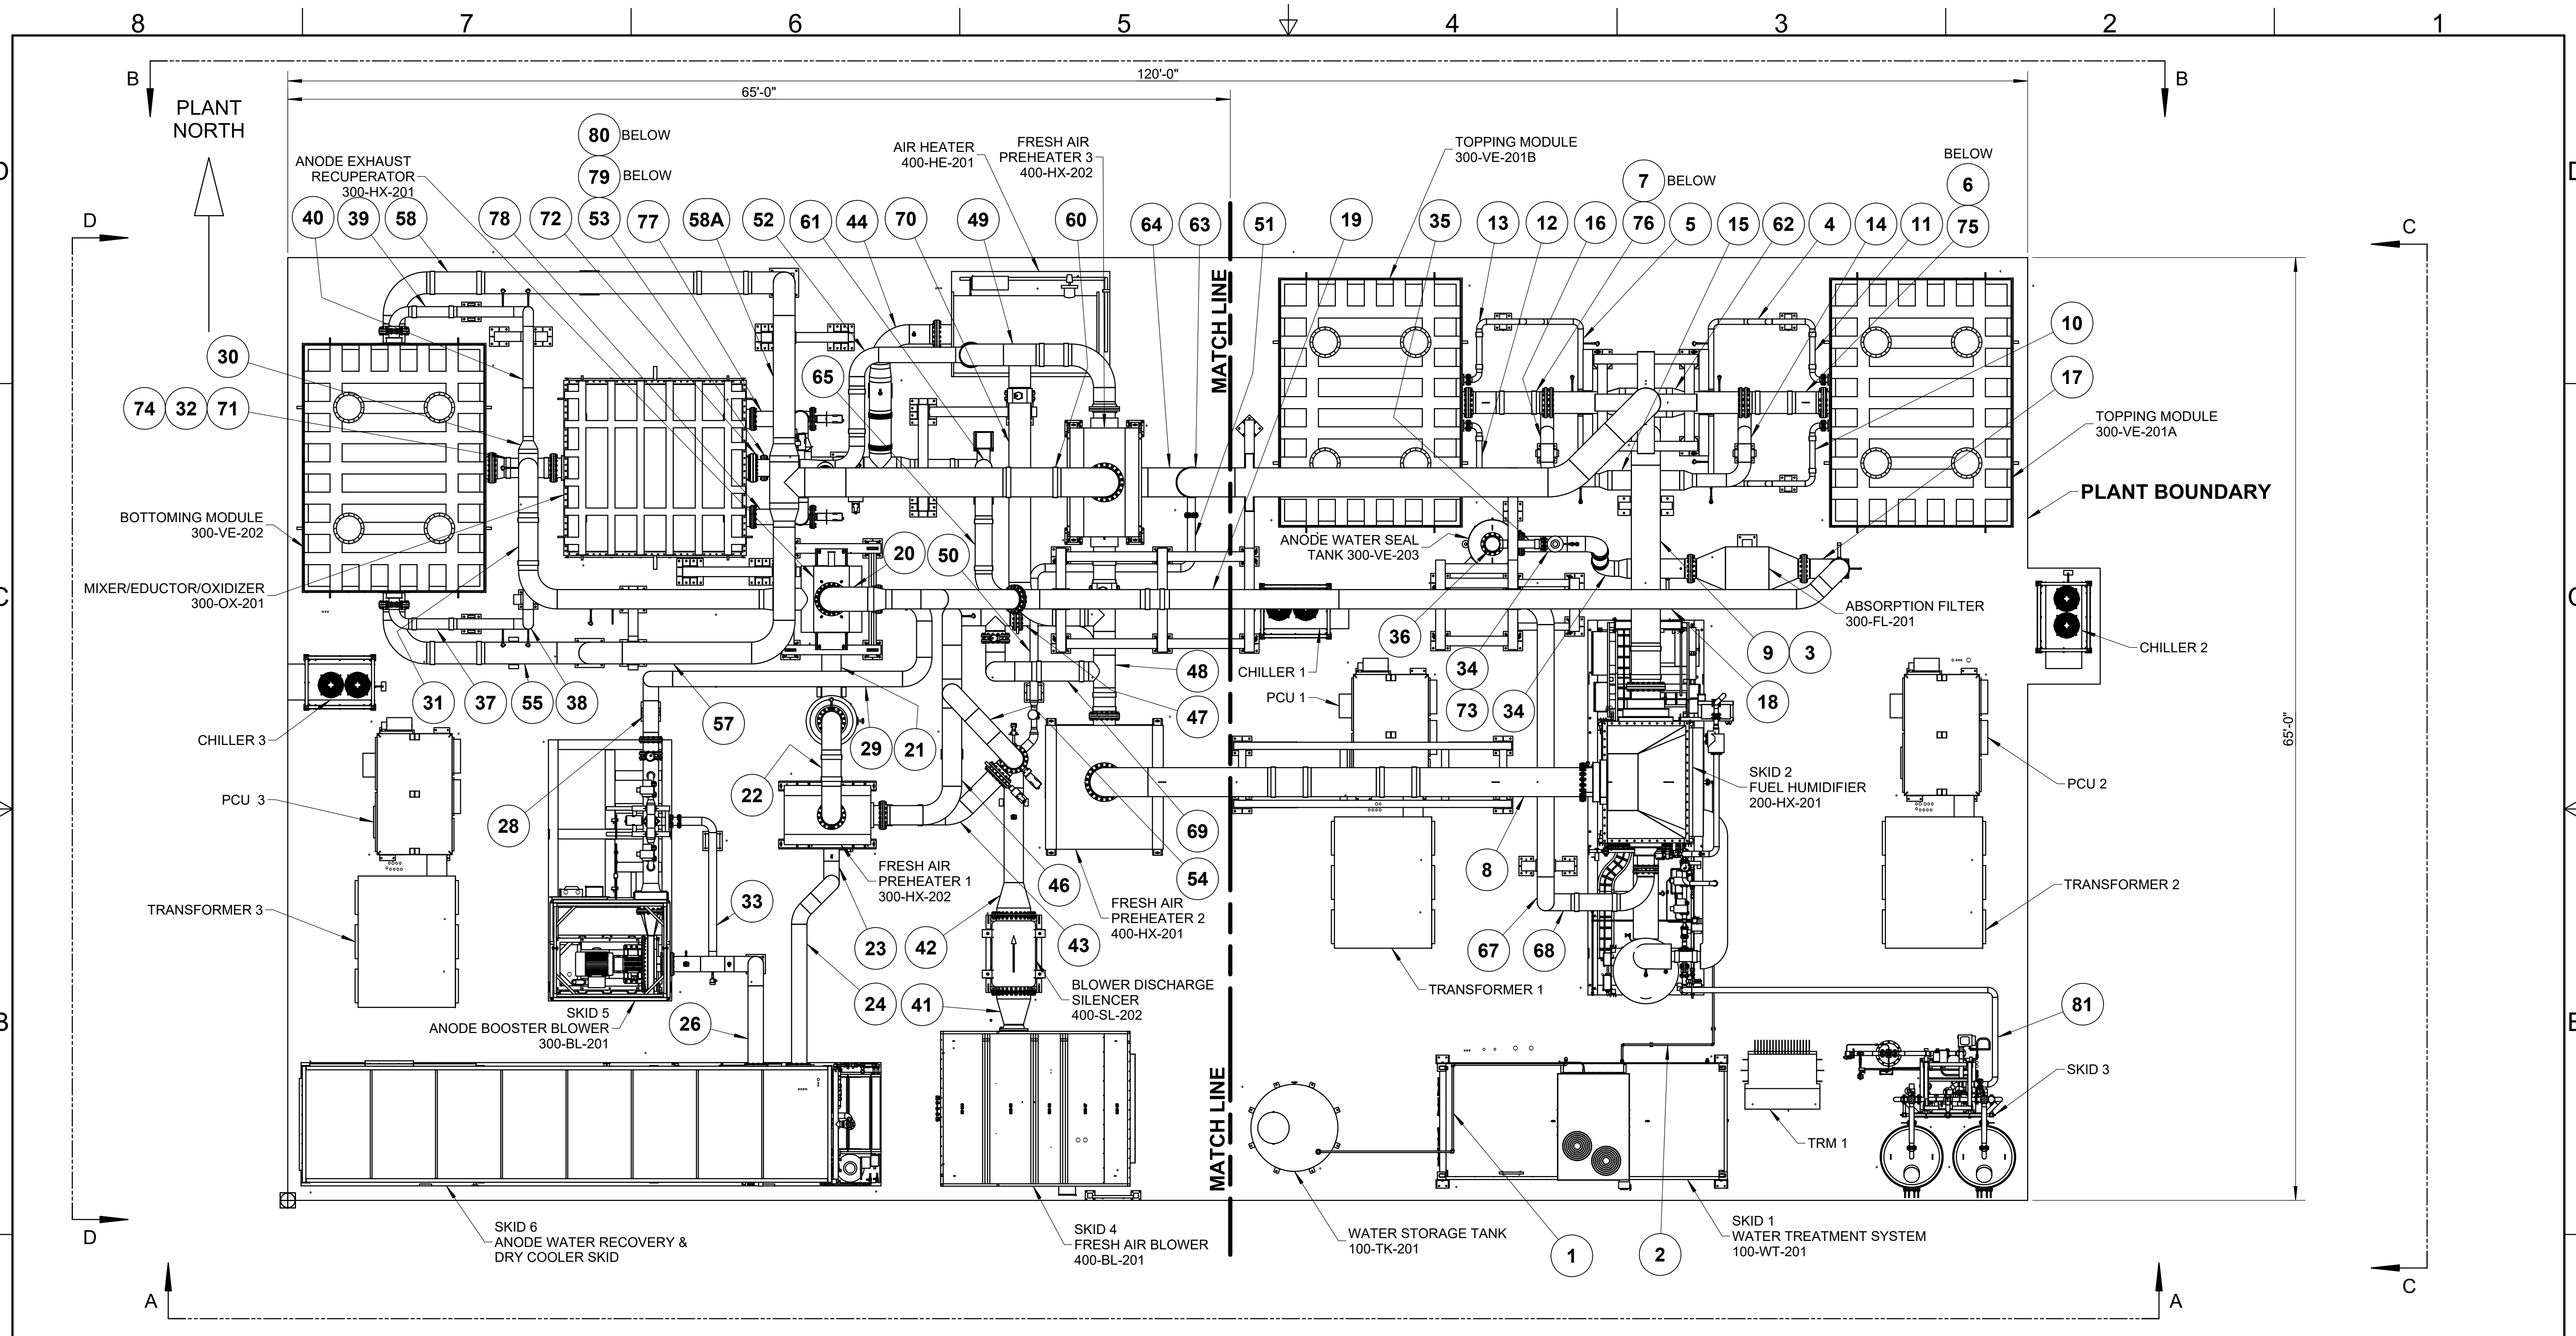 8 7 6 5 4 3 2 1
B
B
120'-0"
65'-0"
PLANT
NORTH
80 BELOW
79 BELOW
ANODE EXHAUST
RECUPERATOR
300-HX-201
AIR HEATER
400-HE-201
FRESH AIR
PREHEATER 3
400-HX-202
TOPPING MODULE
300-VE-201B
7 BELOW
BELOW
6
D
D
D
40 39 58 78 72 53 77 58A 52 61 44 70 49 60 64 63 51 19 35 13 12 16 76 5 15 62 4 14 11 75
D
C
C
MATCH LINE
10
30
65
17
74 32 71
TOPPING MODULE
300-VE-201A
PLANT BOUNDARY
BOTTOMING MODULE
300-VE-202
20 50
ANODE WATER SEAL
TANK 300-VE-203
MIXER/EDUCTOR/OXIDIZER
300-OX-201
ABSORPTION FILTER
300-FL-201
36
CHILLER 2
9 3
34
73
34
18
CHILLER 1
PCU 1
48
47
31 37 55 38
57
29 21
CHILLER 3
65'-0"
22
28
PCU 3
SKID 2
FUEL HUMIDIFIER
200-HX-201
PCU 2
69
54
8
46
FRESH AIR
PREHEATER 1
300-HX-202
33
TRANSFORMER 3
FRESH AIR
PREHEATER 2
400-HX-201
TRANSFORMER 2
23 42 43
67 68
BLOWER DISCHARGE
SILENCER
400-SL-202
TRANSFORMER 1
24 41
81
B
SKID 5
ANODE BOOSTER BLOWER
300-BL-201
26
SKID 3
MATCH LINE
TRM 1
D
SKID 6
ANODE WATER RECOVERY &
DRY COOLER SKID
SKID 4
FRESH AIR BLOWER
400-BL-201
WATER STORAGE TANK
100-TK-201
1
2
SKID 1
WATER TREATMENT SYSTEM
100-WT-201
C
A
A